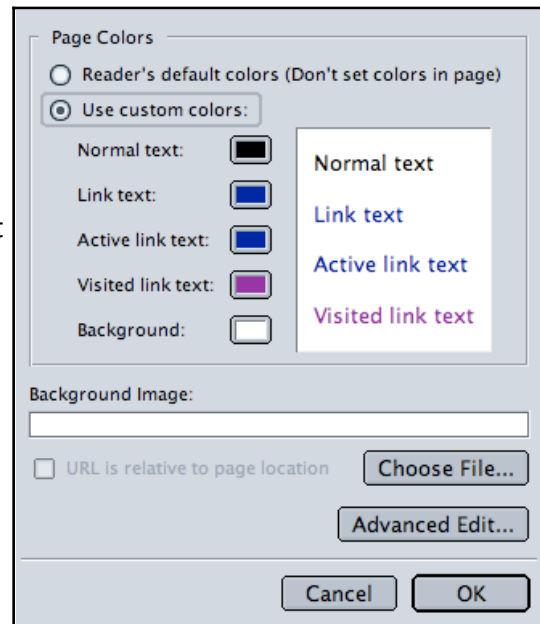 Page Colors
Reader's default colors (Don't set colors in page)
Use custom colors:
Normal text:
Link text:
Active link text:
Visited link text:
Background:
Normal text
Link text
Active link text
Visited link text
Background Image:
URL is relative to page location
Choose File...
Advanced Edit...
Cancel
OK